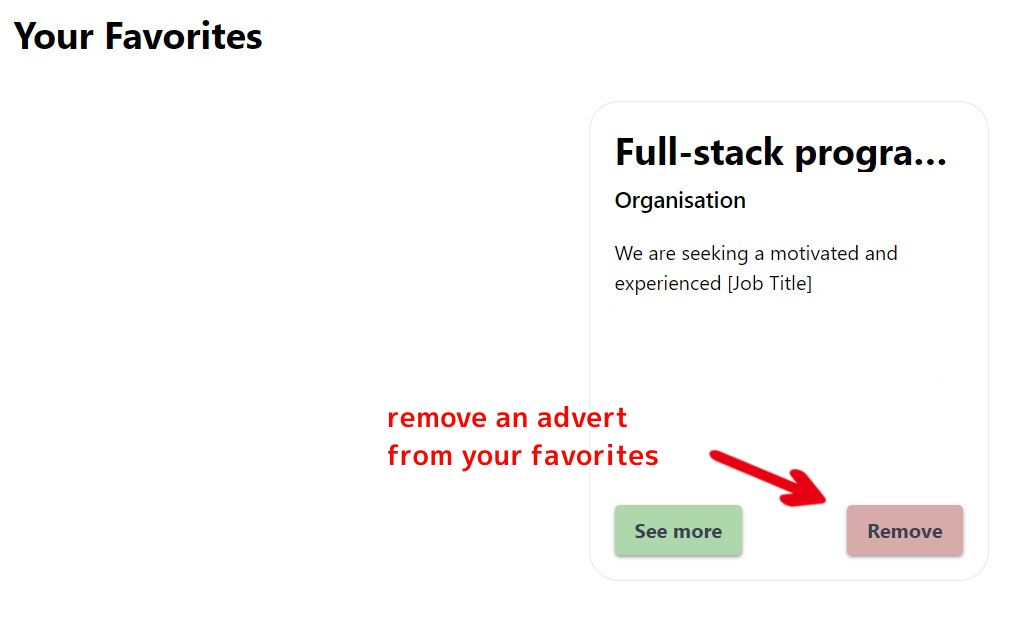 Your Favorites
Full-stack progra...
Organisation
We are seeking a motivated and
experienced [Job Title]
remove an advert
from your favorites
See more
Remove